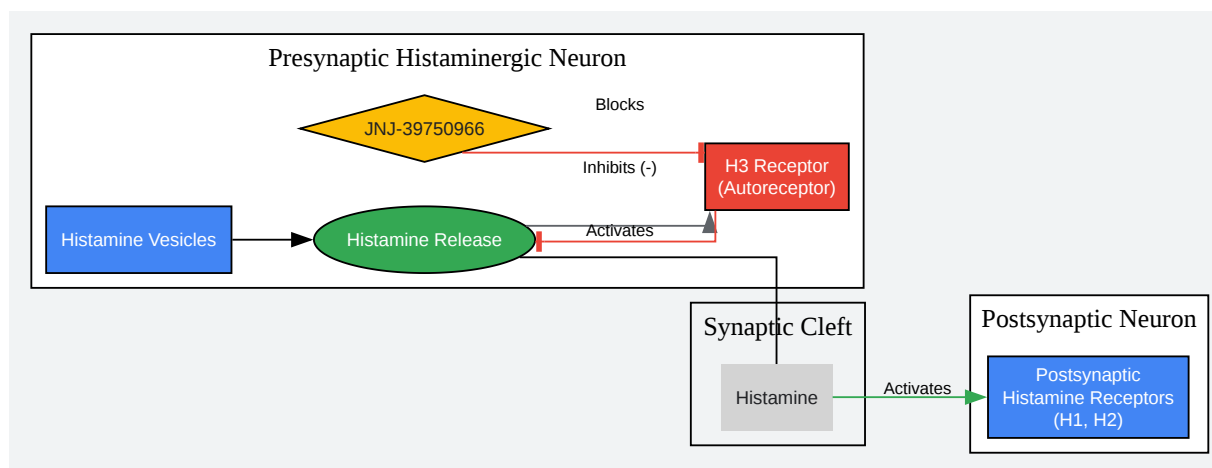 Presynaptic Histaminergic Neuron
Blocks
JNJ-39750966
Inhibits (-)
H3 Receptor
(Autoreceptor)
Histamine Vesicles
Histamine Release
Activates
Synaptic Cleft
Histamine
Activates
Postsynaptic Neuron
Postsynaptic
Histamine Receptors
(H1, H2)